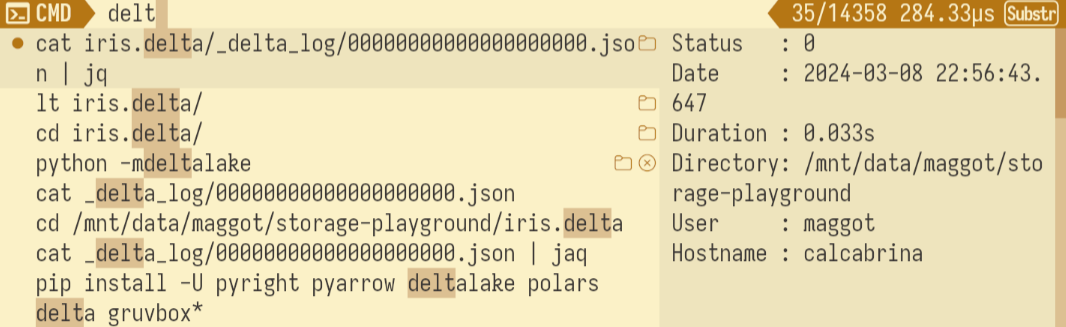 CMD delt 35/14358 284.33µs Substr
cat iris.delta/_delta_log/00000000000000000000.jso
n | jq
lt iris.delta/
cd iris.delta/
python -mdeltalake
cat _delta_log/00000000000000000000.json
cd /mnt/data/maggot/storage-playground/iris.delta
cat _delta_log/00000000000000000000.json | jaq
pip install -U pyright pyarrow deltalake polars
delta gruvbox*
Status : 0
Date : 2024-03-08 22:56:43.
647
Duration : 0.033s
Directory: /mnt/data/maggot/sto
rage-playground
User : maggot
Hostname : calcabrina